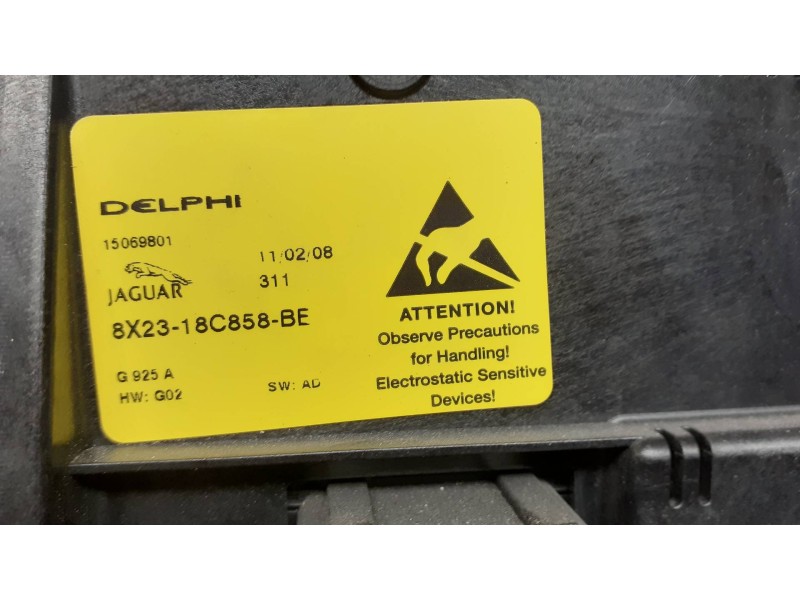 DELPHI
15069801
11/02/08
311
JAGUAR
8X23-18C858-BE
G 925 A
HW: G02
SW: AD
ATTENTION!
Observe Precautions
for Handling!
Electrostatic Sensitive
Devices!